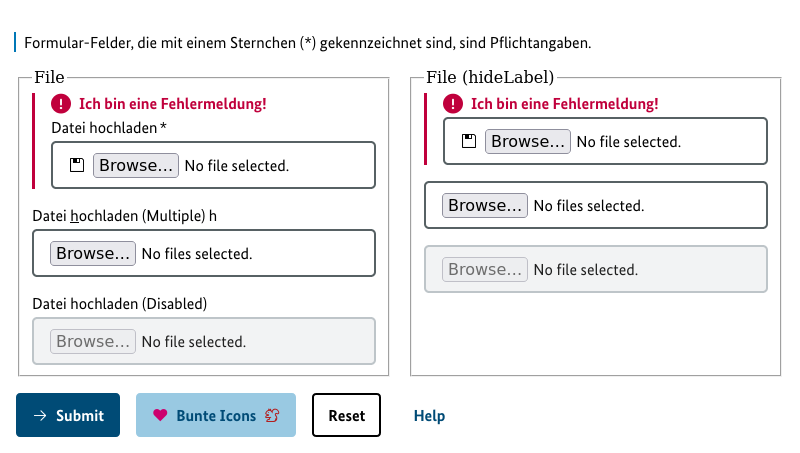 Formular-Felder, die mit einem Sternchen (*) gekennzeichnet sind, sind Pflichtangaben.
File
Ich bin eine Fehlermeldung!
Datei hochladen *
Browse... No file selected.
Datei hochladen (Multiple) h
Browse... No files selected.
Datei hochladen (Disabled)
Browse... No file selected.
File (hideLabel)
Ich bin eine Fehlermeldung!
Browse... No file selected.
Browse... No files selected.
Browse... No file selected.
Submit
Bunte Icons
Reset
Help